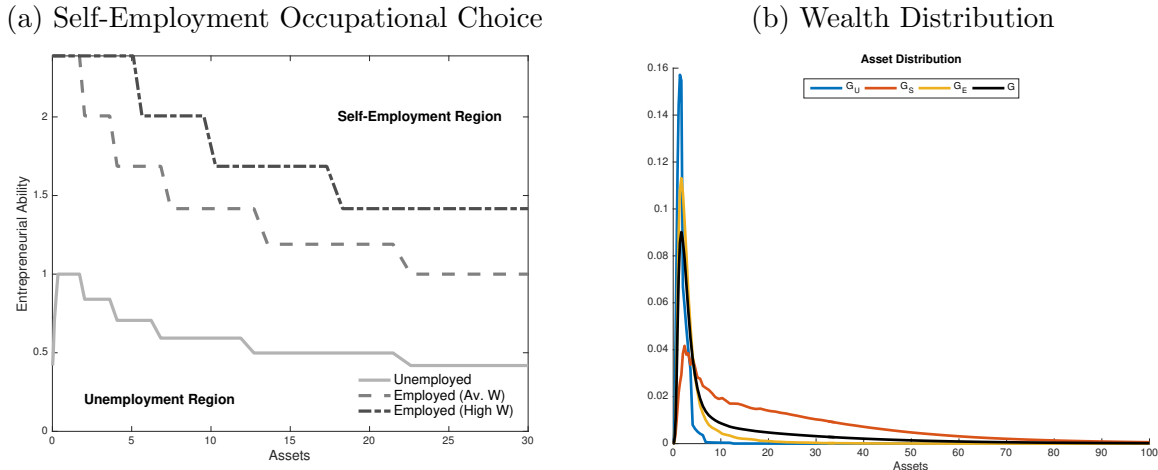 (a) Self-Employment Occupational Choice
Entrepreneurial Ability
2
1.5
1
0.5
0
Self-Employment Region
Unemployment Region
Unemployed
Employed (Av. W)
Employed (High W)
0 5 10 15 20 25 30
Assets
(b) Wealth Distribution
Asset Distribution
G_U G_S G_E G
0.16
0.14
0.12
0.1
0.08
0.06
0.04
0.02
0
0 10 20 30 40 50 60 70 80 90 100
Assets